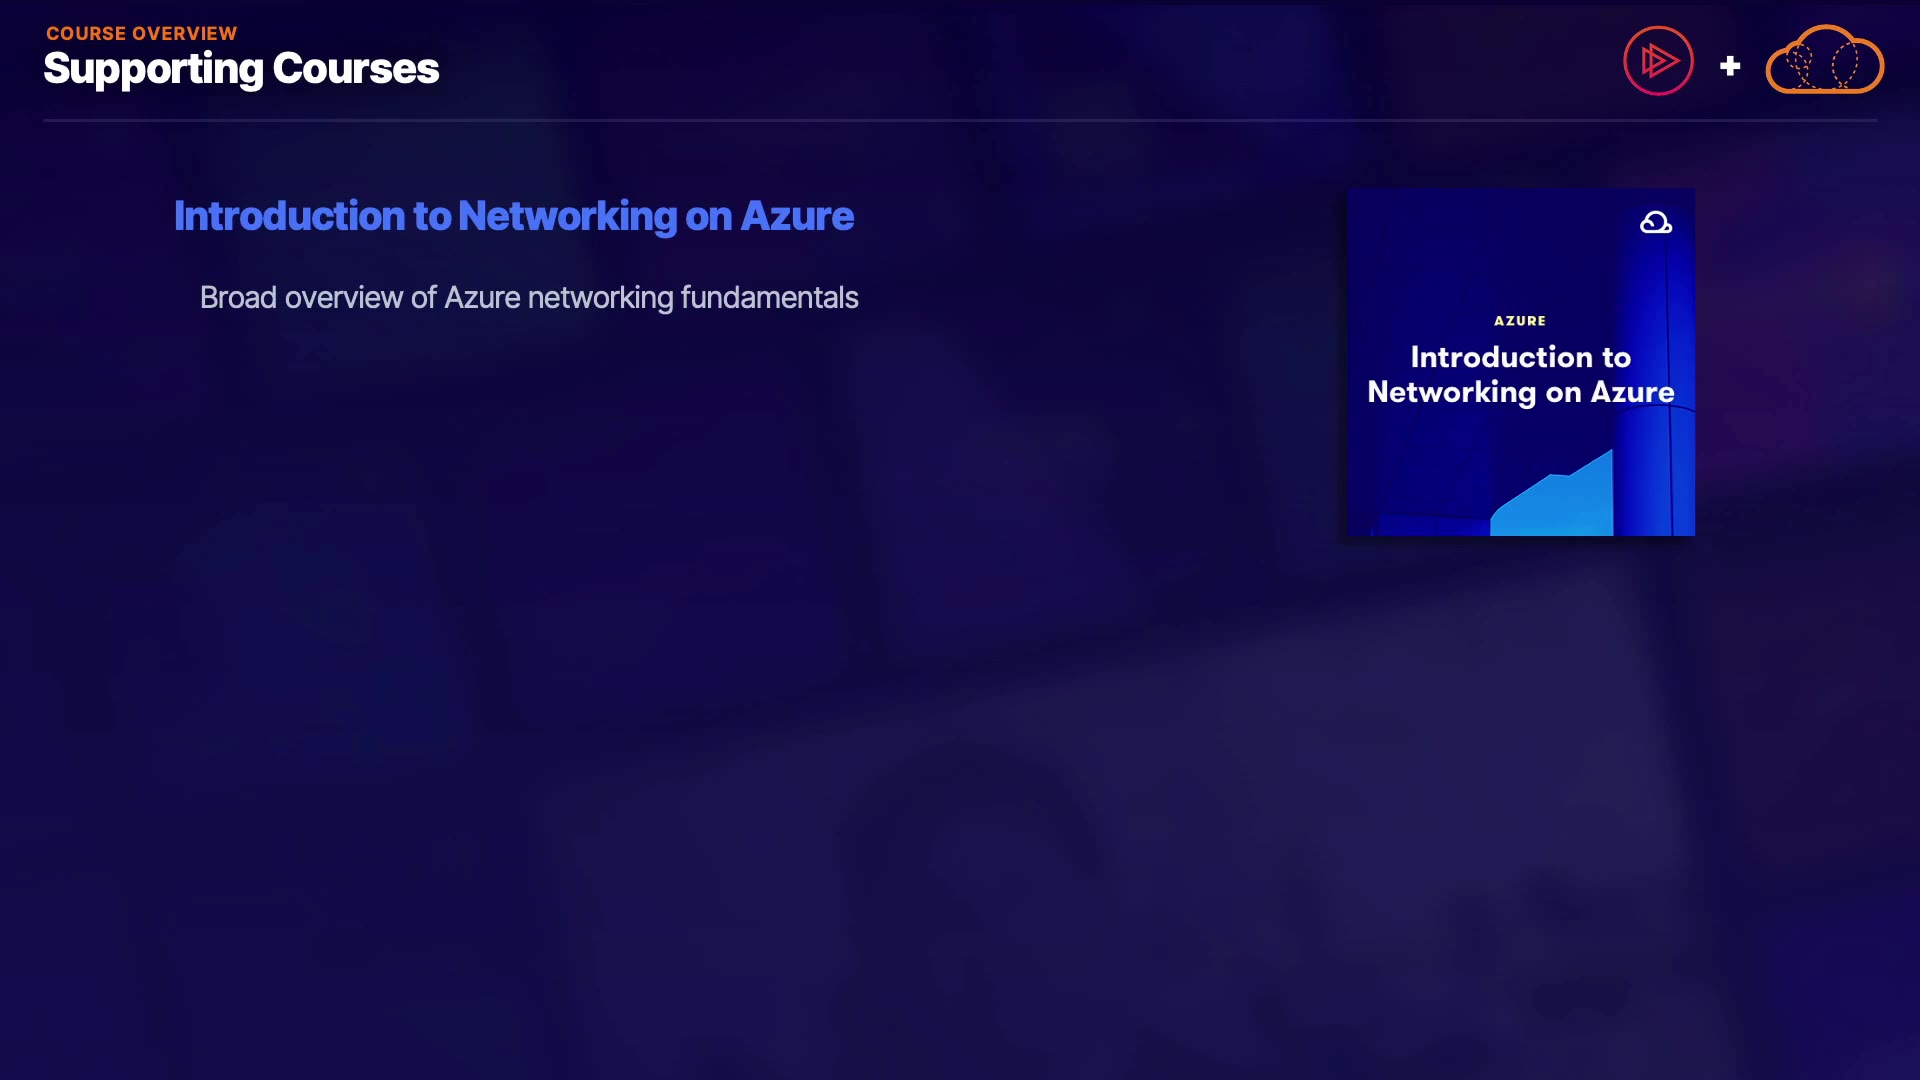 COURSE OVERVIEW
Supporting Courses
Introduction to Networking on Azure
Broad overview of Azure networking fundamentals
AZURE
Introduction to
Networking on Azure